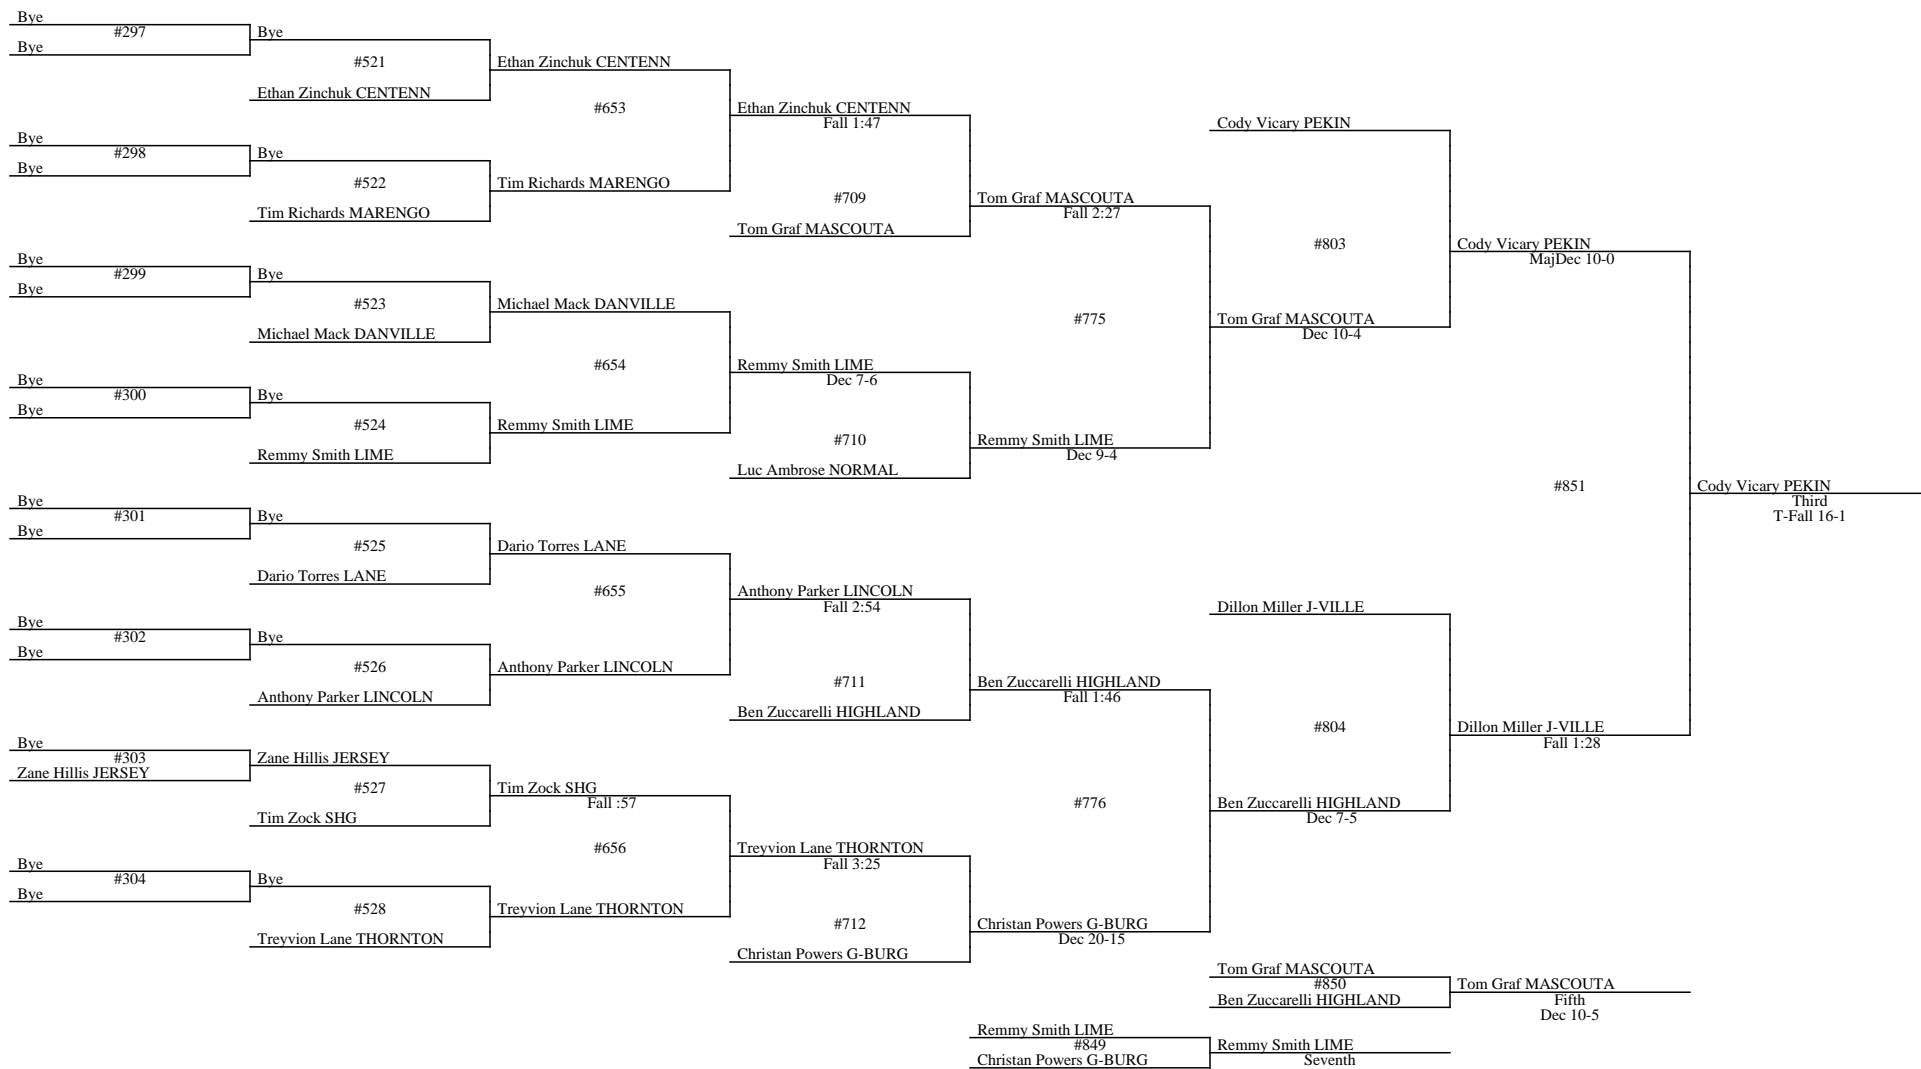 Bye
#297
Bye
Bye
#521
Ethan Zinchuk CENTENN
Ethan Zinchuk CENTENN
#653
Bye
#298
Bye
Bye
#522
Tim Richards MARENGO
Tim Richards MARENGO
Ethan Zinchuk CENTENN
Fall 1:47
#709
Tom Graf MASCOUTA
Bye
#299
Bye
Bye
#523
Michael Mack DANVILLE
Michael Mack DANVILLE
#654
Bye
#300
Bye
Bye
#524
Remmy Smith LIME
Remmy Smith LIME
Remmy Smith LIME
Dec 7-6
#710
Luc Ambrose NORMAL
Tom Graf MASCOUTA
Fall 2:27
#775
Remmy Smith LIME
Dec 9-4
Cody Vicary PEKIN
#803
Tom Graf MASCOUTA
Dec 10-4
Cody Vicary PEKIN
MajDec 10-0
Bye
#301
Bye
Bye
#525
Dario Torres LANE
Dario Torres LANE
#655
Bye
#302
Bye
Bye
#526
Anthony Parker LINCOLN
Anthony Parker LINCOLN
Anthony Parker LINCOLN
Fall 2:54
#711
Ben Zuccarelli HIGHLAND
Bye
#303
Zane Hillis JERSEY
Zane Hillis JERSEY
#527
Tim Zock SHG
Tim Zock SHG
Fall :57
#656
Bye
#304
Bye
Bye
#528
Treyvion Lane THORNTON
Treyvion Lane THORNTON
Treyvion Lane THORNTON
Fall 3:25
#712
Christan Powers G-BURG
Ben Zuccarelli HIGHLAND
Fall 1:46
#776
Christan Powers G-BURG
Dec 20-15
Dillon Miller J-VILLE
#804
Ben Zuccarelli HIGHLAND
Dec 7-5
Dillon Miller J-VILLE
Fall 1:28
#851
Cody Vicary PEKIN
Third
T-Fall 16-1
Tom Graf MASCOUTA
#850
Ben Zuccarelli HIGHLAND
Tom Graf MASCOUTA
Fifth
Dec 10-5
Remmy Smith LIME
#849
Christan Powers G-BURG
Remmy Smith LIME
Seventh